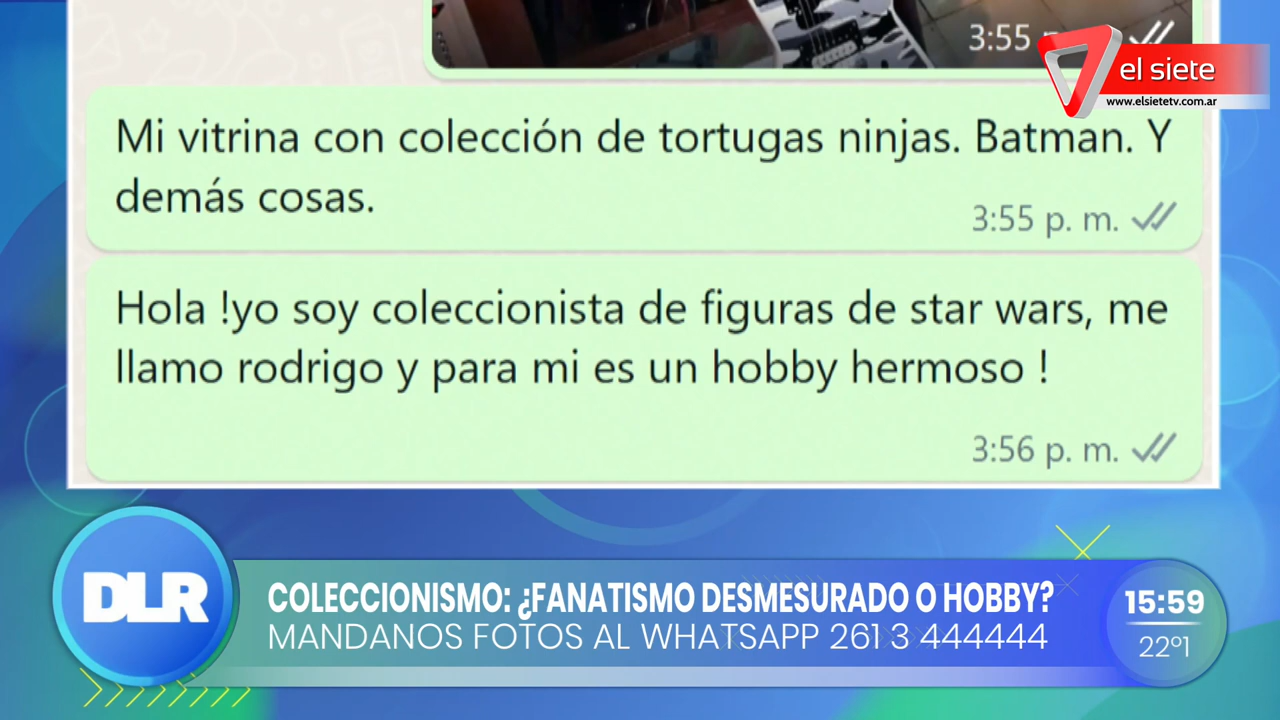 3:55
el siete
www.elsietetv.com.ar
Mi vitrina con colección de tortugas ninjas. Batman. Y
demás cosas.
3:55 p. m.
Hola !yo soy coleccionista de figuras de star wars, me
llamo rodrigo y para mi es un hobby hermoso !
3:56 p. m.
DLR
COLECCIONISMO: ¿FANATISMO DESMESURADO O HOBBY?
MANDANOS FOTOS AL WHATSAPP 261 3 444444
15:59
22º1